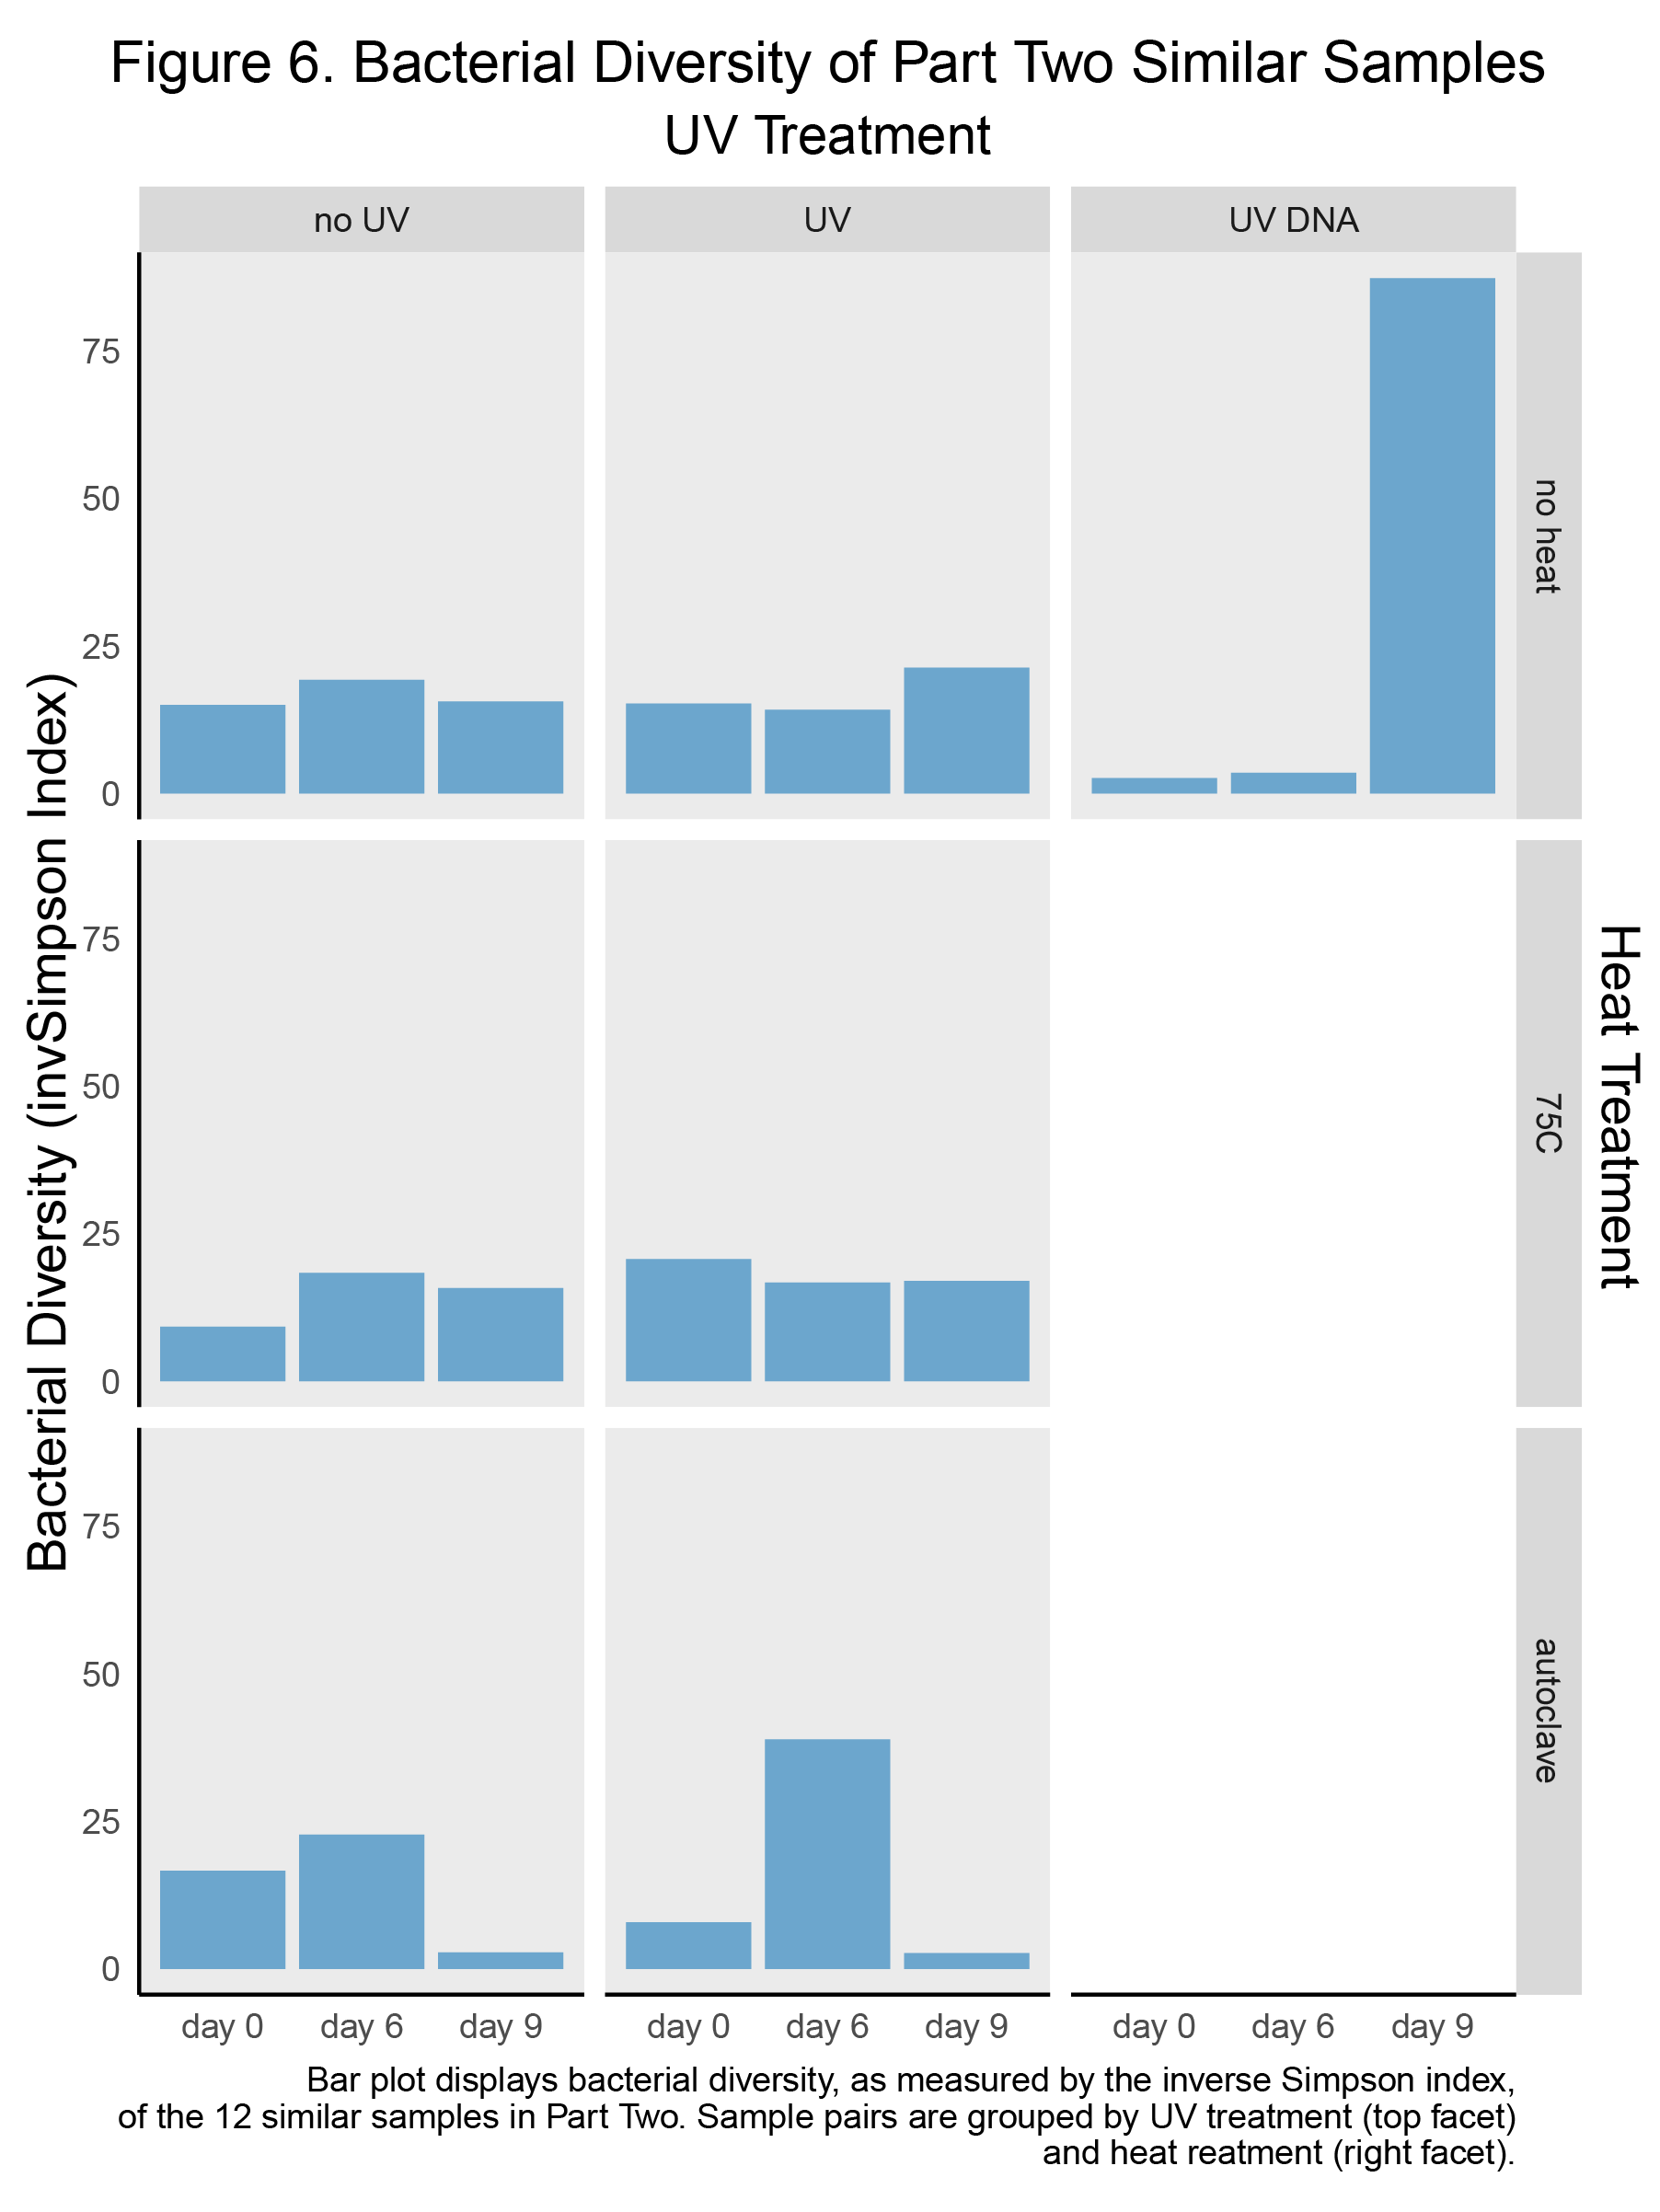 Figure 6. Bacterial Diversity of Part Two Similar Samples
UV Treatment
no UV
UV
UV DNA
75
50
25
0
no heat
75
50
25
0
75C
75
50
25
0
autoclave
Bacterial Diversity (invSimpson Index)
Heat Treatment
day 0 day 6 day 9
day 0 day 6 day 9
day 0 day 6 day 9
Bar plot displays bacterial diversity, as measured by the inverse Simpson index,
of the 12 similar samples in Part Two. Sample pairs are grouped by UV treatment (top facet)
and heat reatment (right facet).